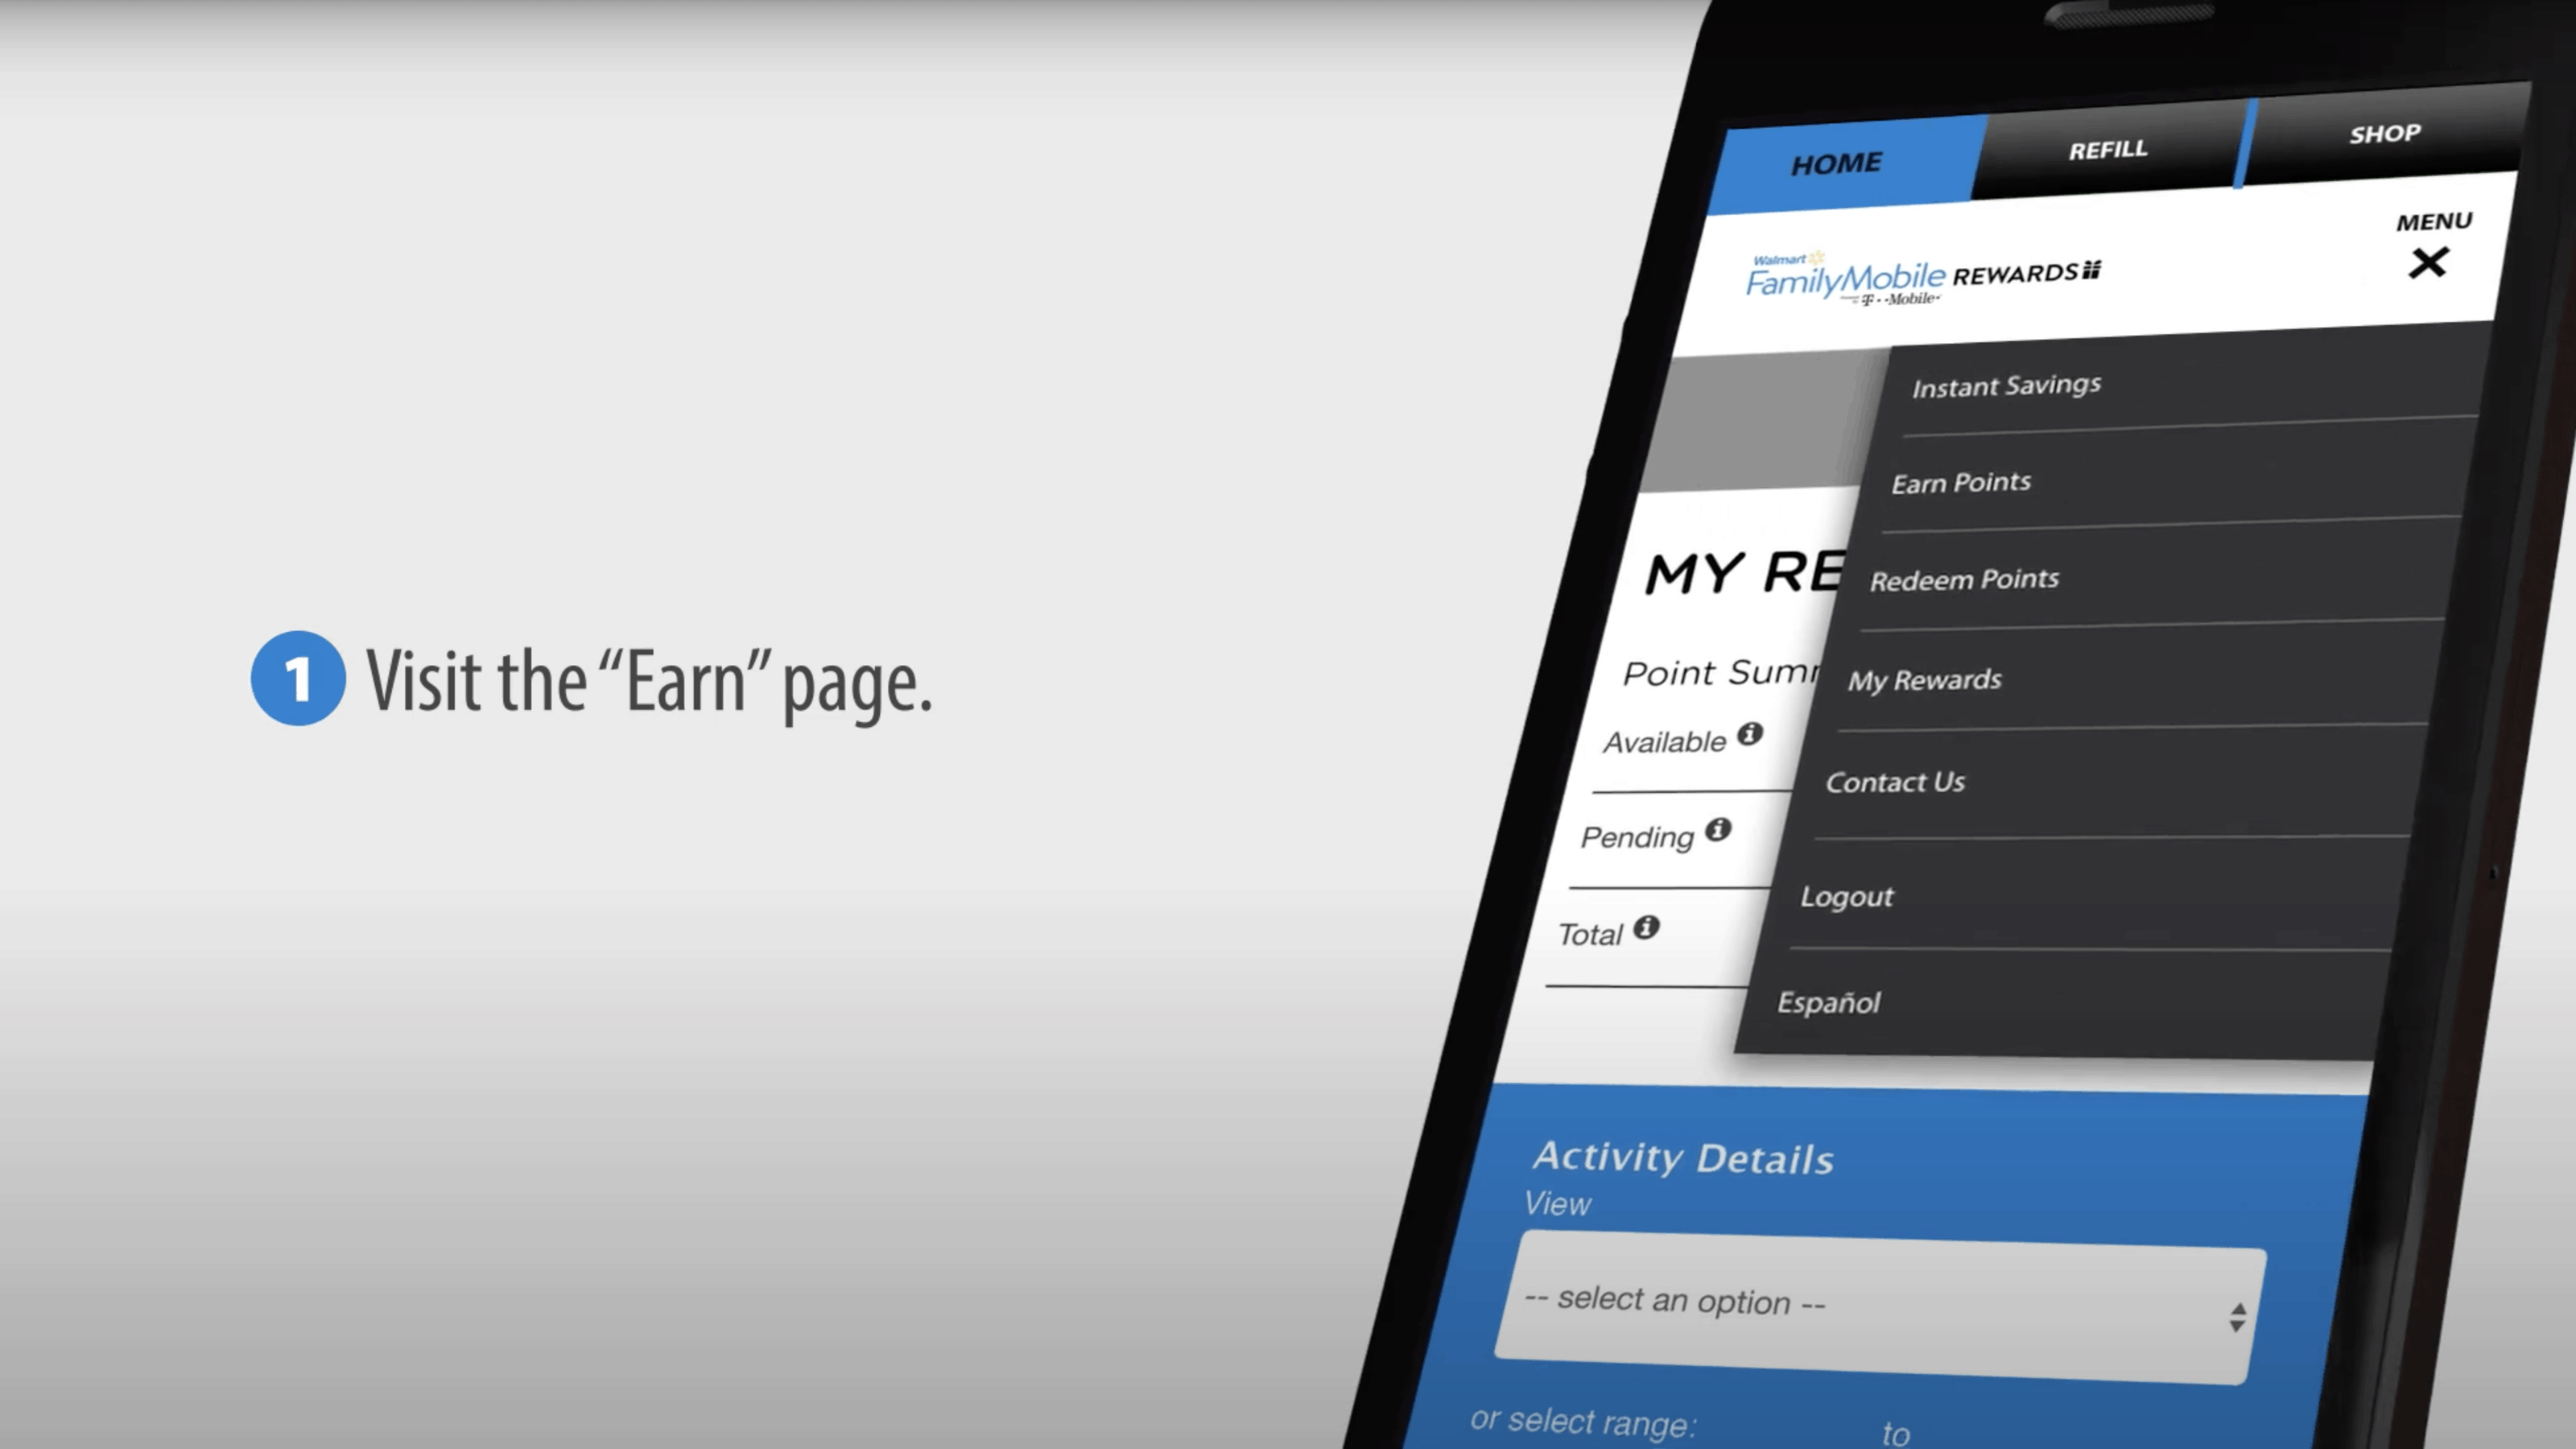 1 Visit the “Earn” page.
HOME REFILL SHOP
MENU
Walmart
FamilyMobile REWARDS
T··Mobile·
Instant Savings
Earn Points
Redeem Points
My Rewards
Contact Us
Logout
Español
MY RE
Point Summ
Available
Pending
Total
Activity Details
View
-- select an option --
or select range: to